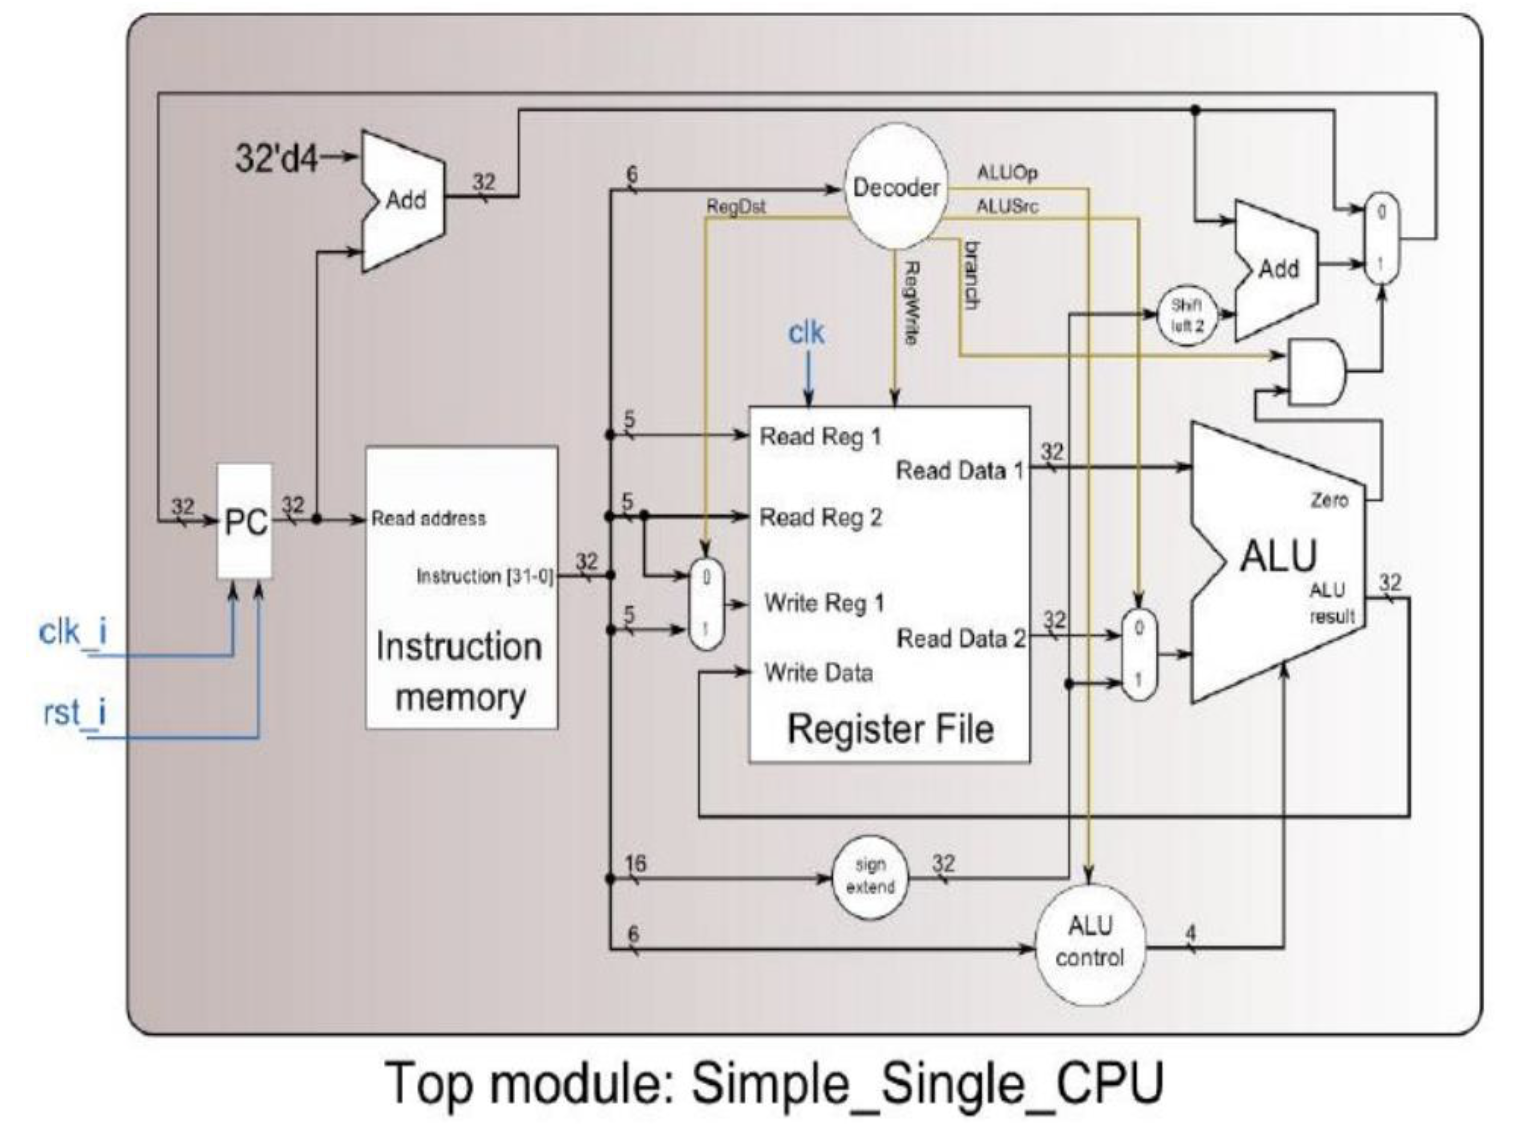 32'd4
Add
32
6
Decoder
ALUOp
RegDst
ALUSrc
branch
RegWrite
0
1
Add
Shift
left 2
clk
5
Read Reg 1
Read Data 1
32
Zero
32
PC
32
Read address
5
Read Reg 2
ALU
Instruction [31-0]
32
0
1
Write Reg 1
ALU
result
32
clk_i
5
Read Data 2
32
0
1
Instruction
memory
Write Data
rst_i
Register File
16
sign
extend
32
6
ALU
control
4
Top module: Simple_Single_CPU